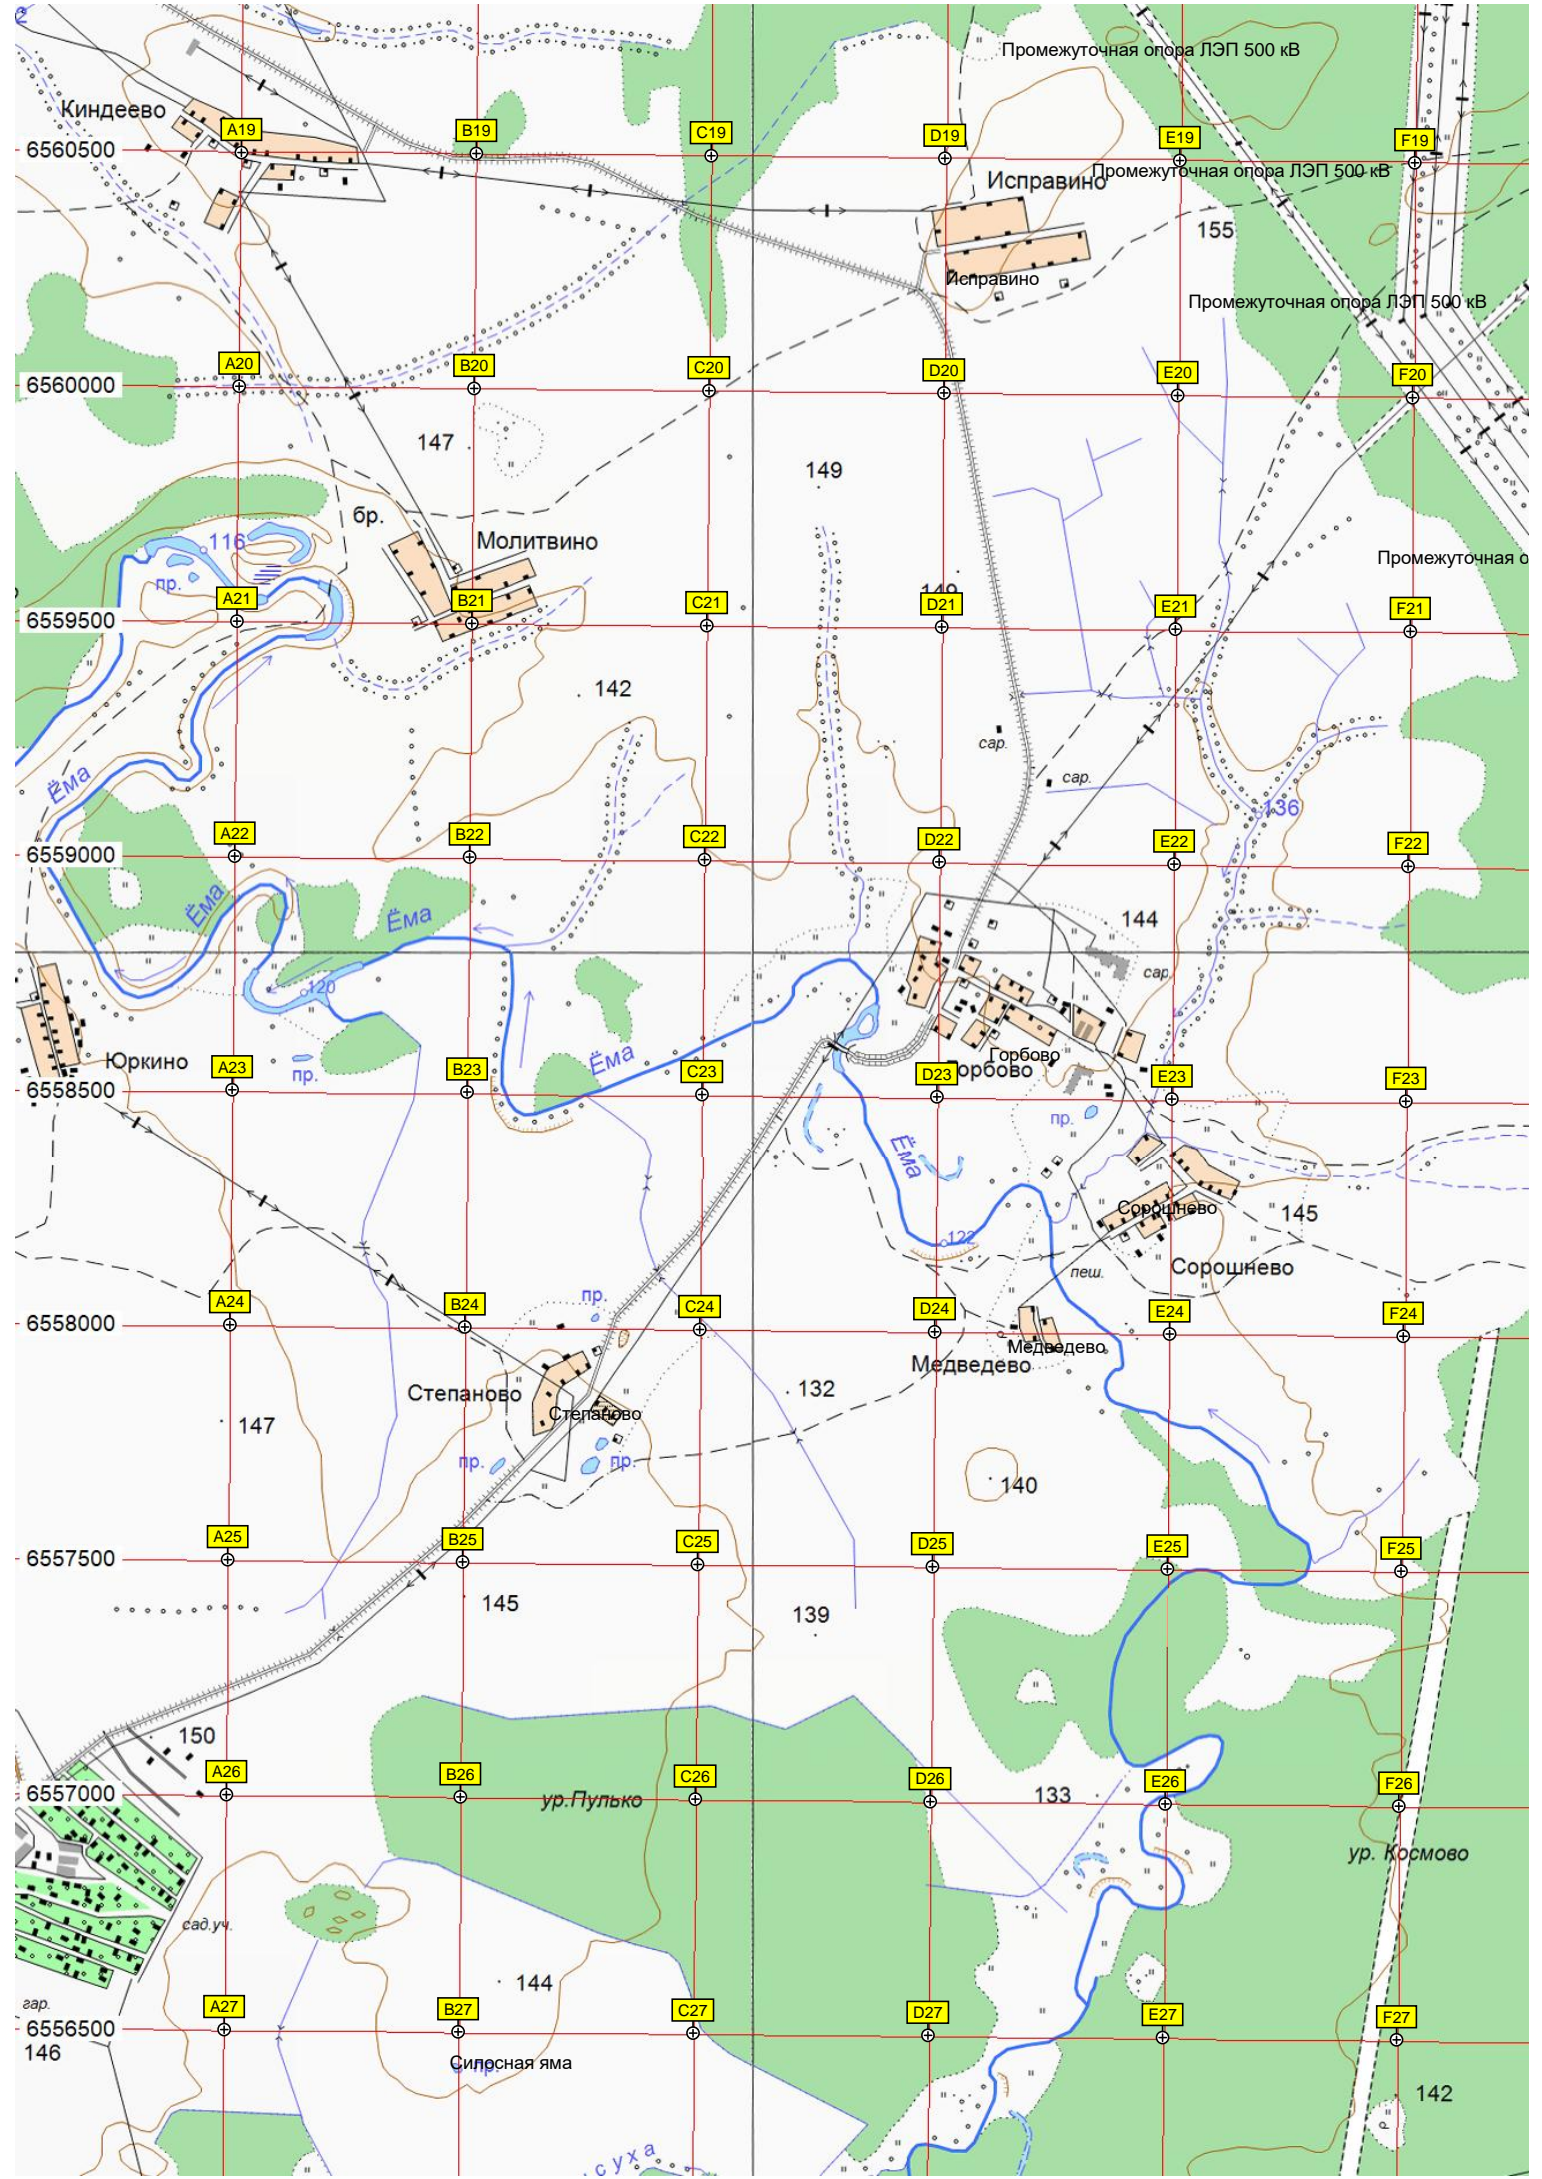 2
Промежуточная опора ЛЭП 500 кВ
Киндеево
A19
B19
C19
D19
E19
F19
6560500
Промежуточная опора ЛЭП 500 кВ
Исправино
155
Исправино
Промежуточная опора ЛЭП 500 кВ
A20
B20
C20
D20
E20
F20
6560000
147
149
бр.
Молитвино
116
пр.
Промежуточная о
A21
B21
C21
D21
E21
F21
6559500
142
сар.
сар.
Ёма
136
A22
B22
C22
D22
E22
F22
6559000
Ёма
Ёма
144
сар.
120
Юркино
пр.
Ёма
Горбово
Горбово
A23
B23
C23
D23
E23
F23
6558500
пр.
Ёма
Сорошнево
145
122
пеш.
Сорошнево
пр.
A24
B24
C24
D24
E24
F24
6558000
Медведево
Медведево
Степаново
132
Степаново
147
пр.
пр.
140
A25
B25
C25
D25
E25
F25
6557500
145
139
150
A26
B26
C26
D26
E26
F26
6557000
ур.Пулько
133
ур. Космово
сад.уч.
144
гар.
A27
B27
C27
D27
E27
F27
6556500
146
Силосная яма
пр.
142
суха